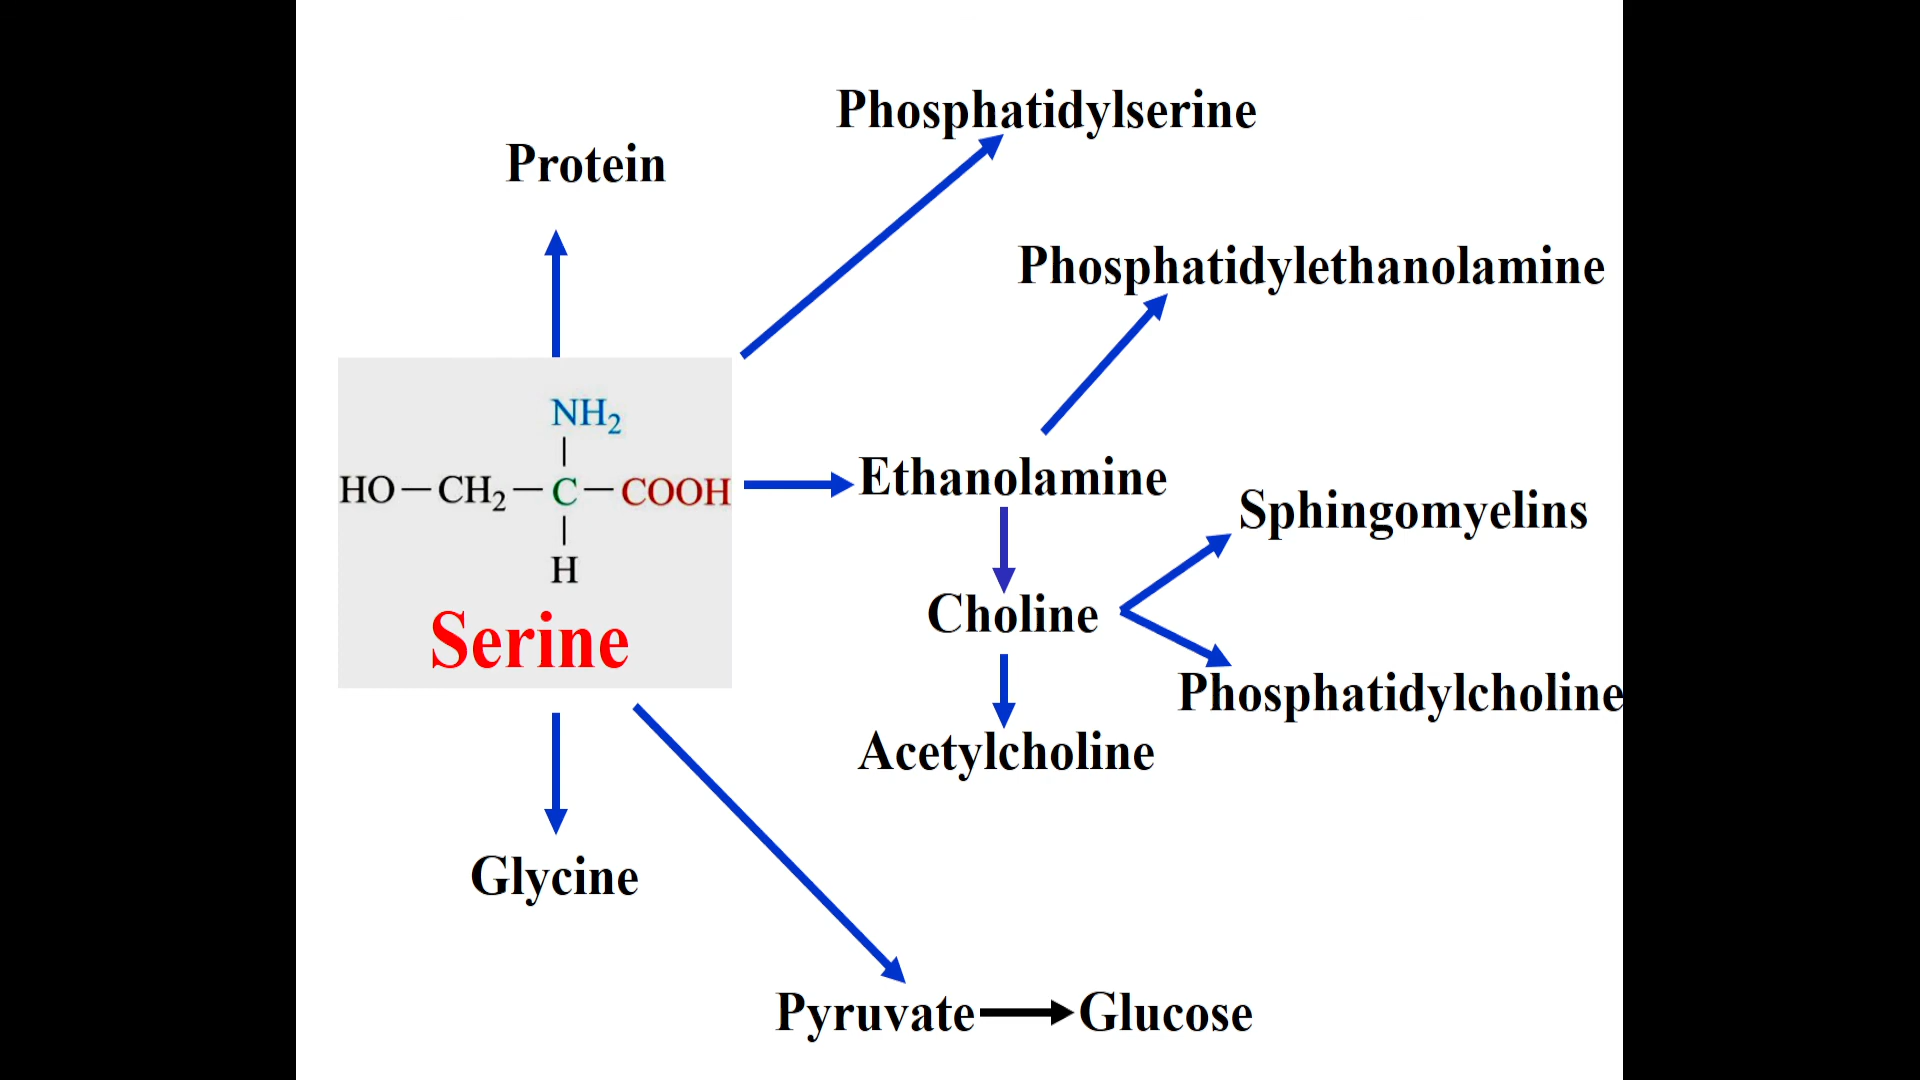 Phosphatidylserine
Protein
Phosphatidylethanolamine
NH₂
HO—CH₂—C—COOH
H
Serine
Ethanolamine
Sphingomyelins
Choline
Phosphatidylcholine
Acetylcholine
Glycine
Pyruvate
Glucose